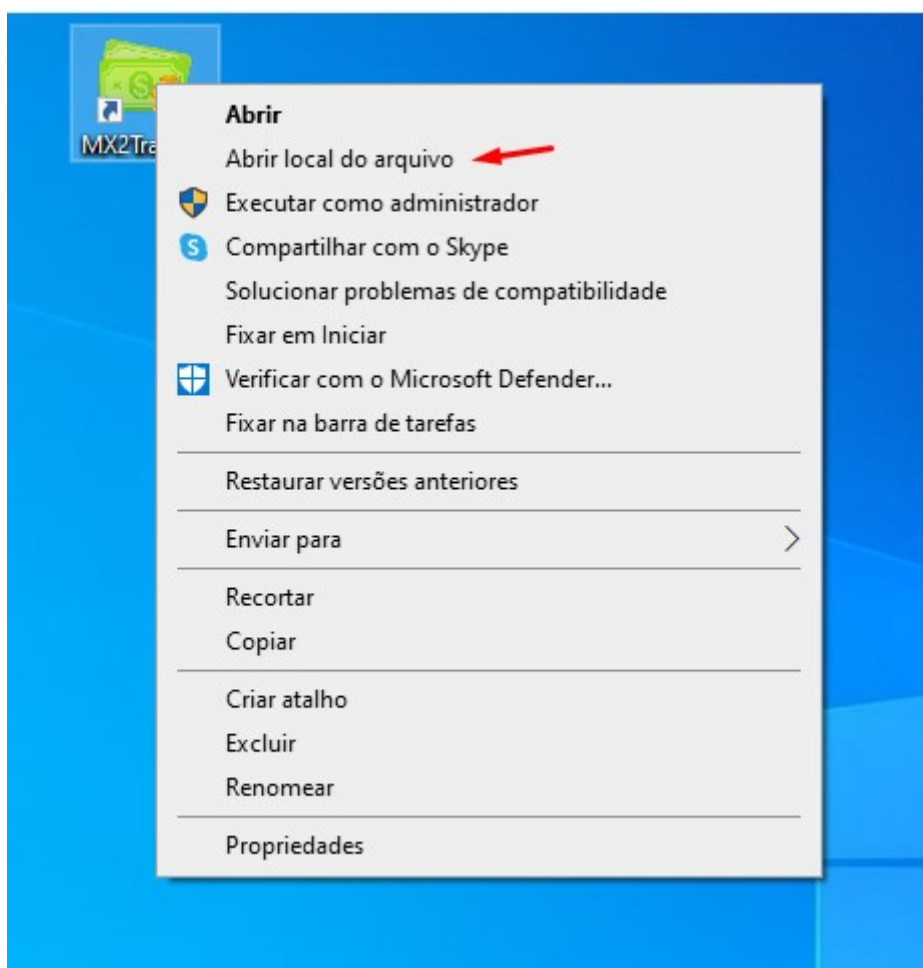 MX2Tra
Abrir
Abrir local do arquivo
Executar como administrador
Compartilhar com o Skype
Solucionar problemas de compatibilidade
Fixar em Iniciar
Verificar com o Microsoft Defender...
Fixar na barra de tarefas
Restaurar versões anteriores
Enviar para
Recortar
Copiar
Criar atalho
Excluir
Renomear
Propriedades